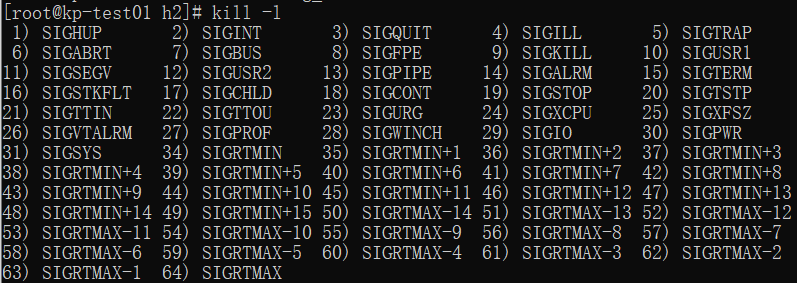 [root@kp-test01 h2]# kill -l
 1) SIGHUP       2) SIGINT       3) SIGQUIT      4) SIGILL       5) SIGTRAP
 6) SIGABRT      7) SIGBUS       8) SIGFPE       9) SIGKILL     10) SIGUSR1
11) SIGSEGV     12) SIGUSR2     13) SIGPIPE     14) SIGALRM     15) SIGTERM
16) SIGSTKFLT   17) SIGCHLD     18) SIGCONT     19) SIGSTOP     20) SIGTSTP
21) SIGTTIN     22) SIGTTOU     23) SIGURG      24) SIGXCPU     25) SIGXFSZ
26) SIGVTALRM   27) SIGPROF     28) SIGWINCH    29) SIGIO       30) SIGPWR
31) SIGSYS      34) SIGRTMIN    35) SIGRTMIN+1  36) SIGRTMIN+2  37) SIGRTMIN+3
38) SIGRTMIN+4  39) SIGRTMIN+5  40) SIGRTMIN+6  41) SIGRTMIN+7  42) SIGRTMIN+8
43) SIGRTMIN+9  44) SIGRTMIN+10 45) SIGRTMIN+11 46) SIGRTMIN+12 47) SIGRTMIN+13
48) SIGRTMIN+14 49) SIGRTMIN+15 50) SIGRTMAX-14 51) SIGRTMAX-13 52) SIGRTMAX-12
53) SIGRTMAX-11 54) SIGRTMAX-10 55) SIGRTMAX-9  56) SIGRTMAX-8  57) SIGRTMAX-7
58) SIGRTMAX-6  59) SIGRTMAX-5  60) SIGRTMAX-4  61) SIGRTMAX-3  62) SIGRTMAX-2
63) SIGRTMAX-1  64) SIGRTMAX